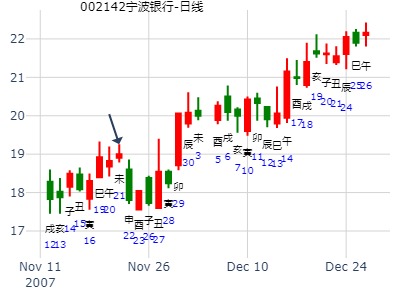 002142宁波银行-日线
22
21
20
19
18
17
戌 亥 子 丑 寅 巳 午 未 申 酉 子 丑 寅 卯 辰 未 酉 戌 亥 寅 卯 辰 巳 午 酉 戌 亥 子 丑 辰 巳 午
12 13 14 15 16 19 20 21 22 23 26 27 28 29 30 3 5 6 7 10 11 12 13 14 17 18 19 20 21 24 25 26
Nov 11 Nov 26 Dec 10 Dec 24
2007